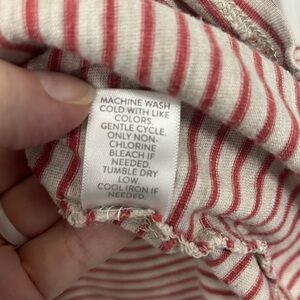 MACHINE WASH
COLD WITH LIKE
COLORS.
GENTLE CYCLE.
ONLY NON-
CHLORINE
BLEACH IF
NEEDED.
TUMBLE DRY
LOW.
COOL IRON IF
NEEDED.